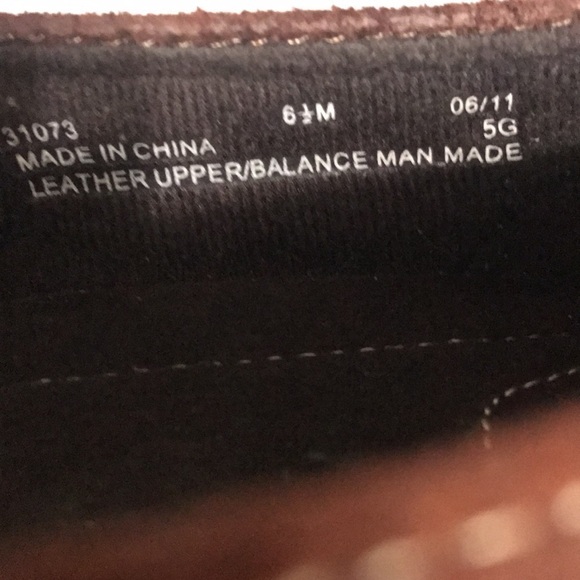 31073 6½M 06/11
5G
MADE IN CHINA
LEATHER UPPER/BALANCE MAN MADE